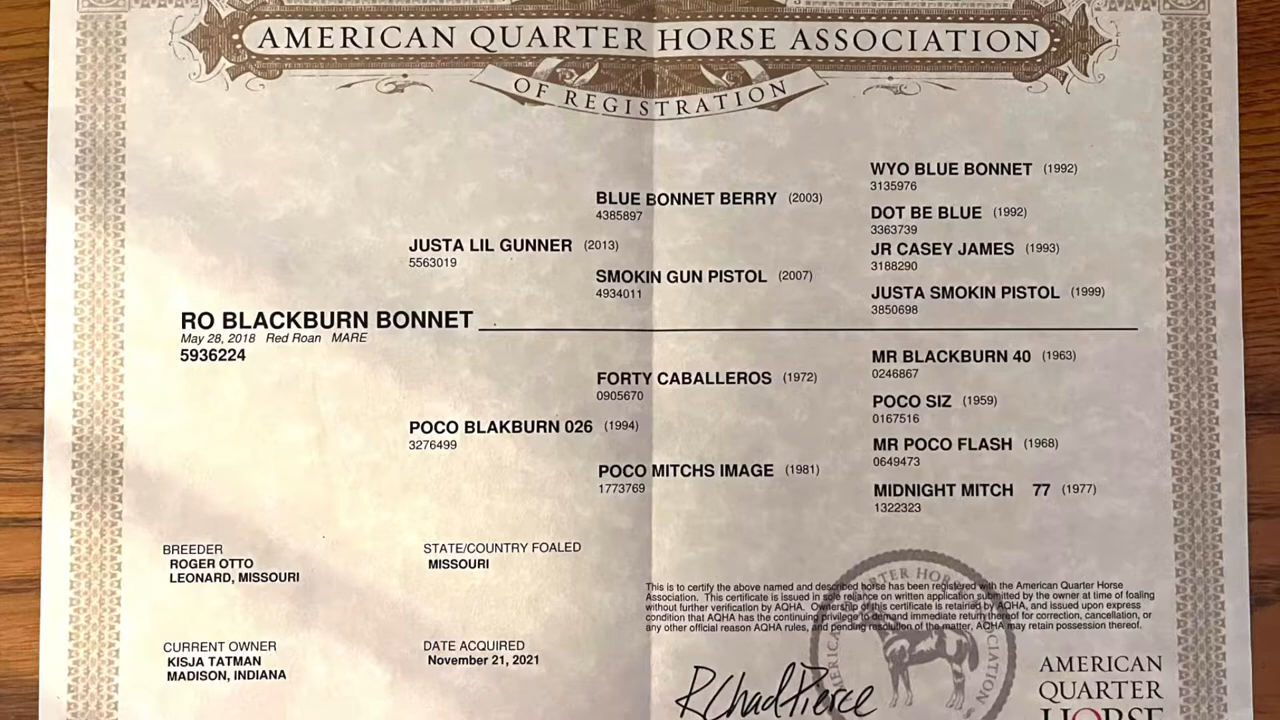 AMERICAN QUARTER HORSE ASSOCIATION
OF REGISTRATION
WYO BLUE BONNET (1992)
3135976
BLUE BONNET BERRY (2003)
4385897
DOT BE BLUE (1992)
3363739
JUSTA LIL GUNNER (2013)
5563019
JR CASEY JAMES (1993)
3188290
SMOKIN GUN PISTOL (2007)
4934011
JUSTA SMOKIN PISTOL (1999)
3850698
RO BLACKBURN BONNET
May 28, 2018 Red Roan MARE
5936224
MR BLACKBURN 40 (1963)
0246867
FORTY CABALLEROS (1972)
0905670
POCO SIZ (1959)
0167516
POCO BLAKBURN 026 (1994)
3276499
MR POCO FLASH (1968)
0649473
POCO MITCHS IMAGE (1981)
1773769
MIDNIGHT MITCH 77 (1977)
1322323
BREEDER
ROGER OTTO
LEONARD, MISSOURI
STATE/COUNTRY FOALED
MISSOURI
This is to certify the above named and described horse has been registered with the American Quarter Horse
Association. This certificate is issued in sole reliance on written application submitted by the owner at time of foaling
without further verification by AQHA. Ownership of this certificate is retained by AQHA, and issued upon express
condition that AQHA has the continuing privilege to demand immediate return thereof for correction, cancellation, or
any other official reason AQHA rules, and pending resolution of the matter, AQHA may retain possession thereof.
CURRENT OWNER
KISJA TATMAN
MADISON, INDIANA
DATE ACQUIRED
November 21, 2021
R Chad Pierce
AMERICAN
QUARTER
HORSE